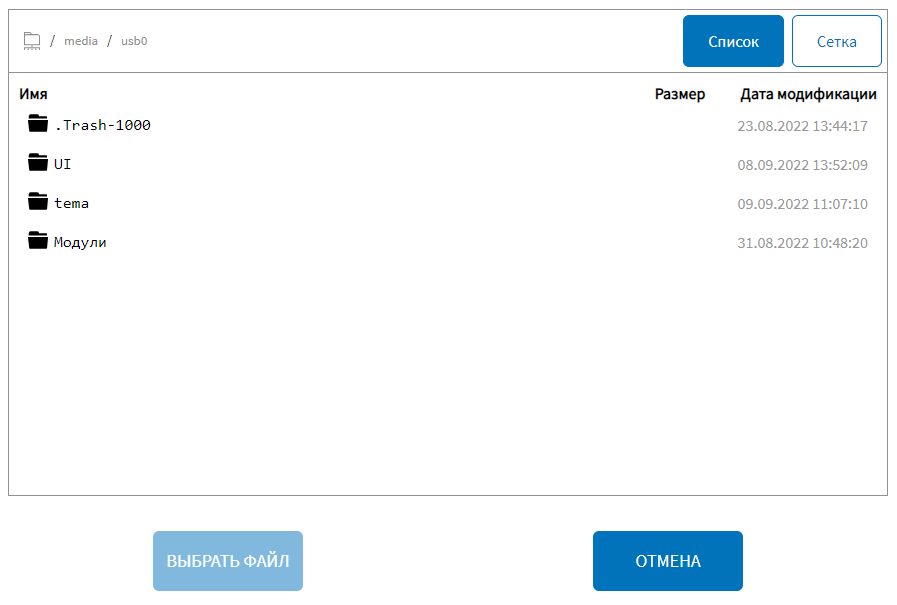 / media / usb0 Список Сетка
Имя Размер Дата модификации
.Trash-1000 23.08.2022 13:44:17
UI 08.09.2022 13:52:09
tema 09.09.2022 11:07:10
Модули 31.08.2022 10:48:20
ВЫБРАТЬ ФАЙЛ ОТМЕНА